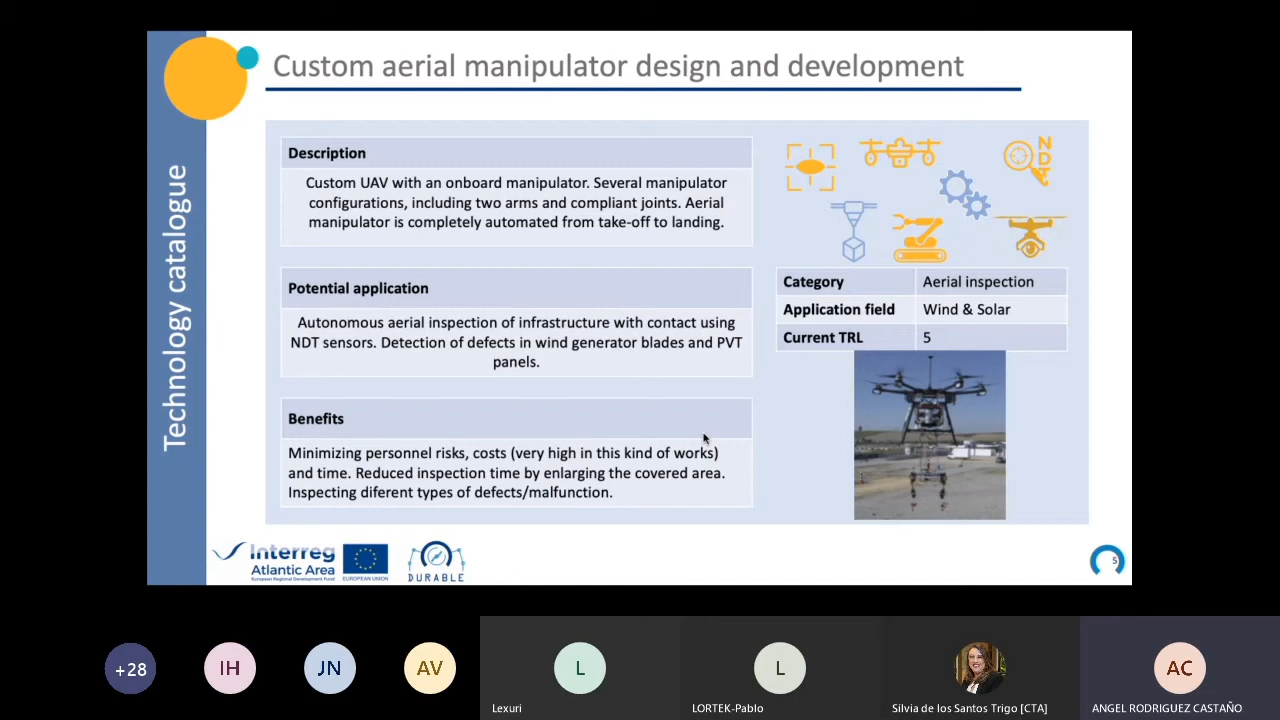 Custom aerial manipulator design and development
Technology catalogue
Description
Custom UAV with an onboard manipulator. Several manipulator
configurations, including two arms and compliant joints. Aerial
manipulator is completely automated from take-off to landing.
Potential application
Autonomous aerial inspection of infrastructure with contact using
NDT sensors. Detection of defects in wind generator blades and PVT
panels.
Benefits
Minimizing personnel risks, costs (very high in this kind of works)
and time. Reduced inspection time by enlarging the covered area.
Inspecting diferent types of defects/malfunction.
NDT
Category Aerial inspection
Application field Wind & Solar
Current TRL 5
Interreg
Atlantic Area
European Regional Development Fund
EUROPEAN UNION
DURABLE
5
+28
IH
JN
AV
L
Lexuri
L
LORTEK-Pablo
Silvia de los Santos Trigo [CTA]
AC
ANGEL RODRIGUEZ CASTAÑO